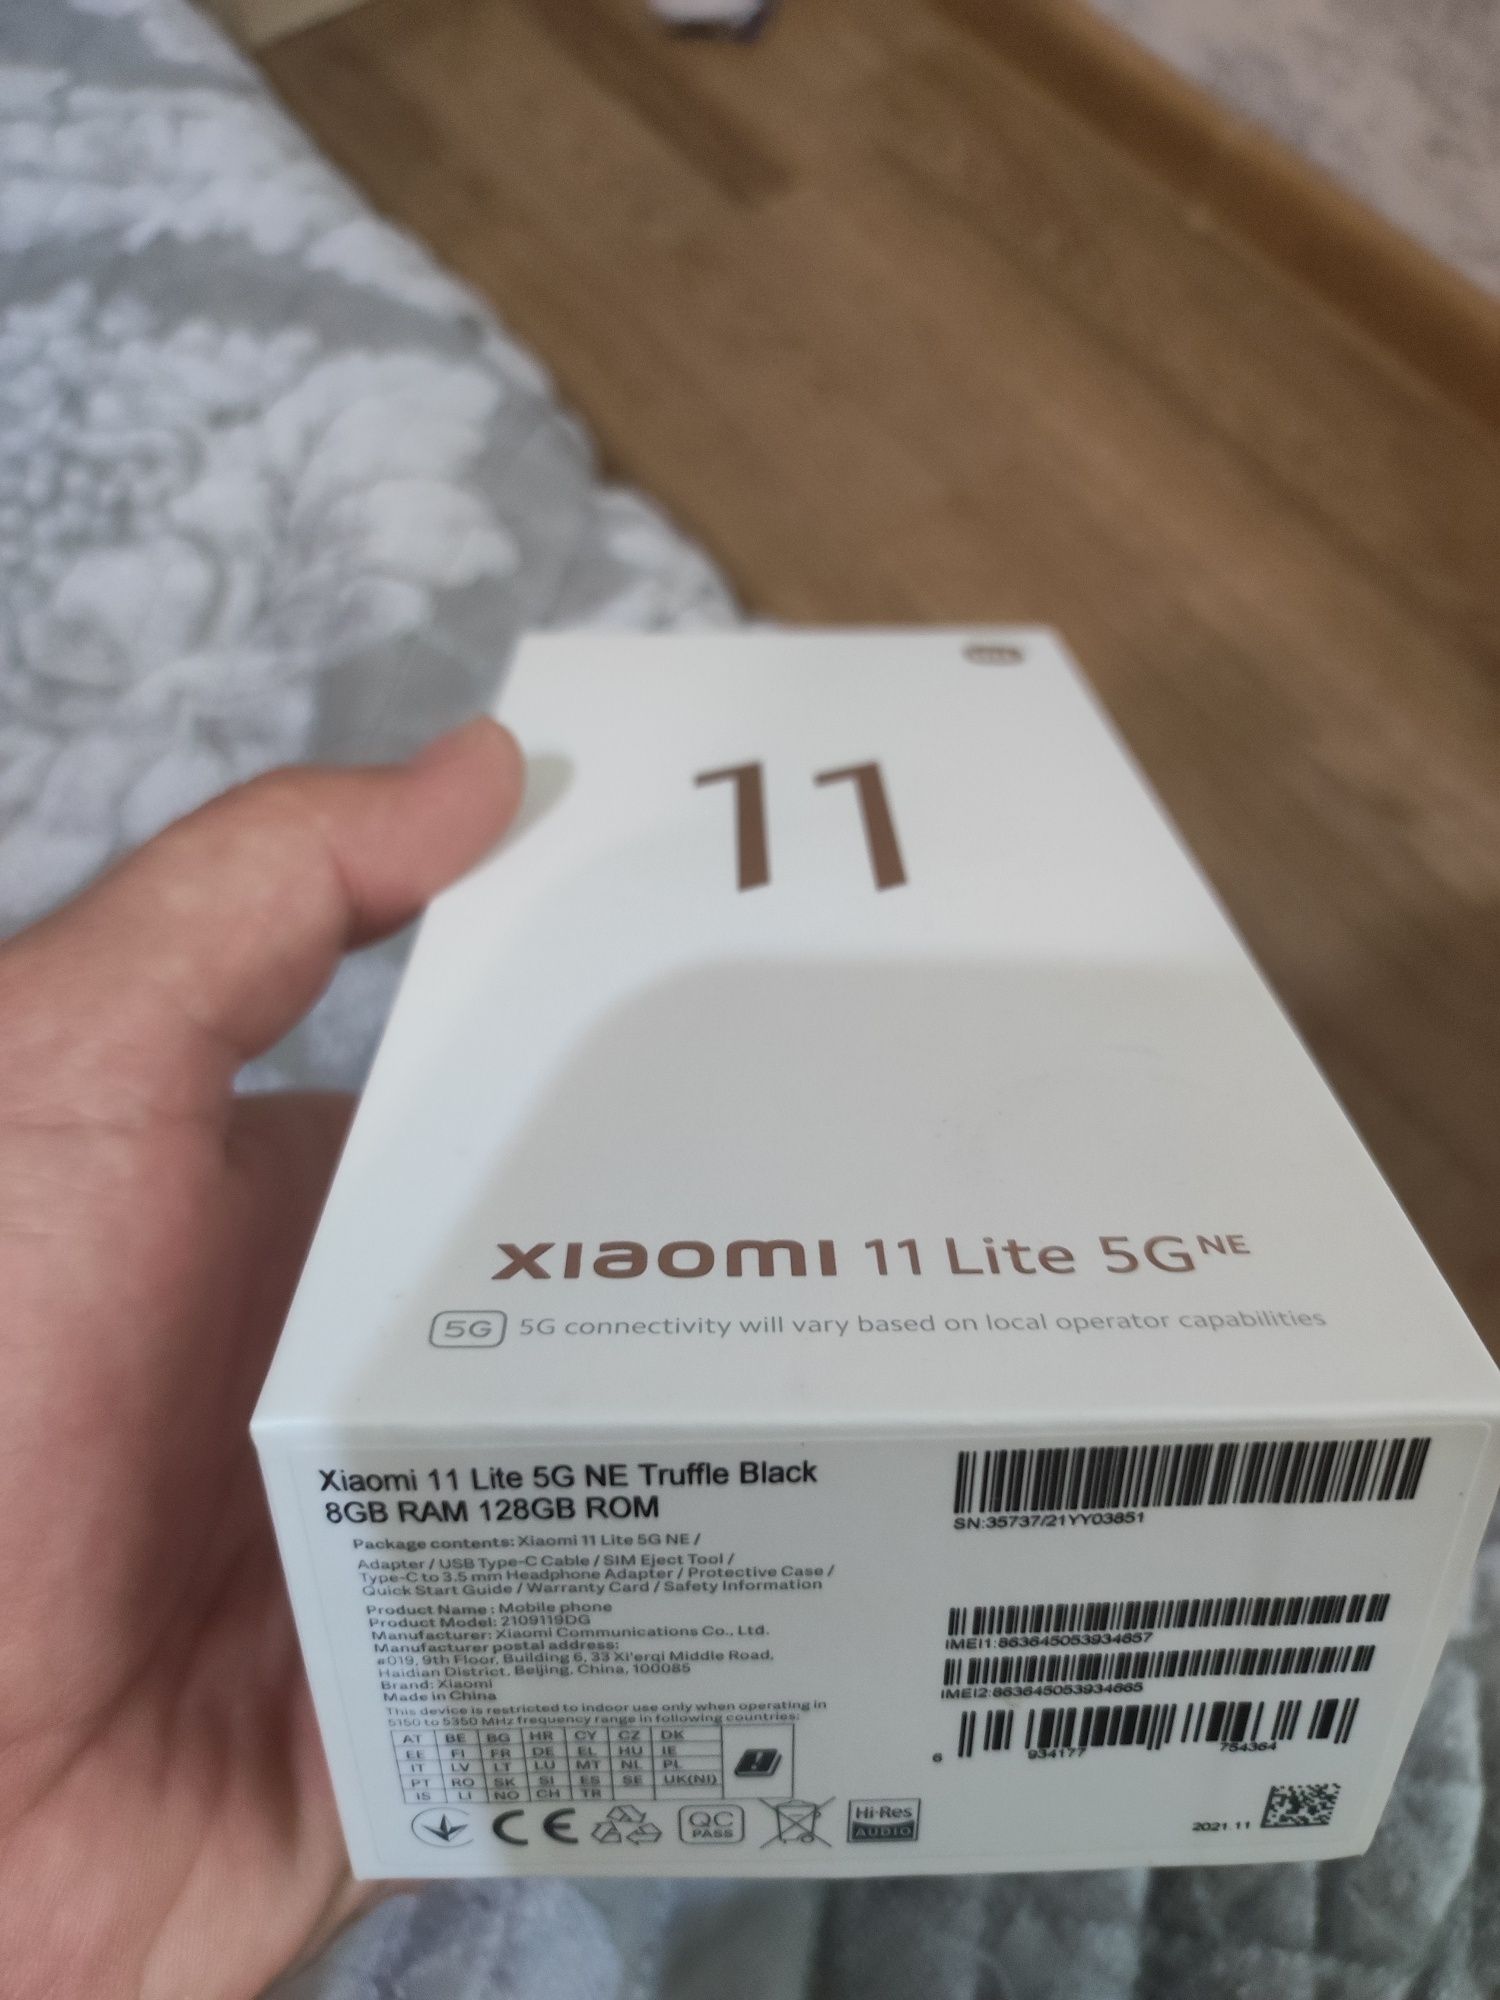 11
xiaomi 11 Lite 5G NE
5G 5G connectivity will vary based on local operator capabilities
Xiaomi 11 Lite 5G NE Truffle Black
8GB RAM 128GB ROM
Package contents: Xiaomi 11 Lite 5G NE /
Adapter / USB Type-C Cable / SIM Eject Tool /
Type-C to 3.5 mm Headphone Adapter / Protective Case /
Quick Start Guide / Warranty Card / Safety Information
Product Name : Mobile phone
Product Model: 2109119DG
Manufacturer: Xiaomi Communications Co., Ltd.
Manufacturer postal address:
#019, 9th Floor, Building 6, 33 Xi'erqi Middle Road,
Haidian District, Beijing, China, 100085
Brand: Xiaomi
Made in China
This device is restricted to indoor use only when operating in
5150 to 5350 MHz frequency range in following countries:
AT BE BG HR CY CZ DK
EE FI FR DE EL HU IE
IT LV LT LU MT NL PL
PT RO SK SI ES SE UK(NI)
IS LI NO CH TR
CE QC PASS Hi-Res AUDIO
SN:35737/21YY03851
IMEI1:863645053934657
IMEI2:863645053934665
6 934177 754364
2021.11